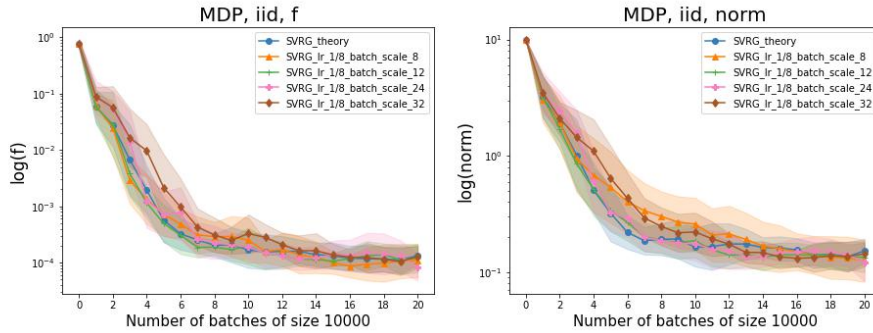 MDP, iid, f
log(f)
10⁰
10⁻¹
10⁻²
10⁻³
10⁻⁴
SVRG_theory
SVRG_lr_1/8_batch_scale_8
SVRG_lr_1/8_batch_scale_12
SVRG_lr_1/8_batch_scale_24
SVRG_lr_1/8_batch_scale_32
0 2 4 6 8 10 12 14 16 18 20
Number of batches of size 10000
MDP, iid, norm
log(norm)
10¹
10⁰
10⁻¹
SVRG_theory
SVRG_lr_1/8_batch_scale_8
SVRG_lr_1/8_batch_scale_12
SVRG_lr_1/8_batch_scale_24
SVRG_lr_1/8_batch_scale_32
0 2 4 6 8 10 12 14 16 18 20
Number of batches of size 10000